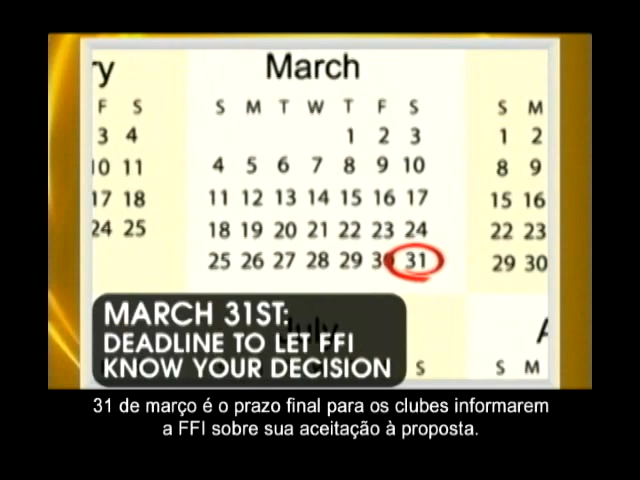 ry
March
F S
S M T W T F S
S M
3 4
1 2 3
1 2
10 11
4 5 6 7 8 9 10
8 9
17 18
11 12 13 14 15 16 17
15 16
24 25
18 19 20 21 22 23 24
22 23
25 26 27 28 29 30 31
29 30
July
A
S
S M
MARCH 31ST:
DEADLINE TO LET FFI
KNOW YOUR DECISION
31 de março é o prazo final para os clubes informarem
a FFI sobre sua aceitação à proposta.